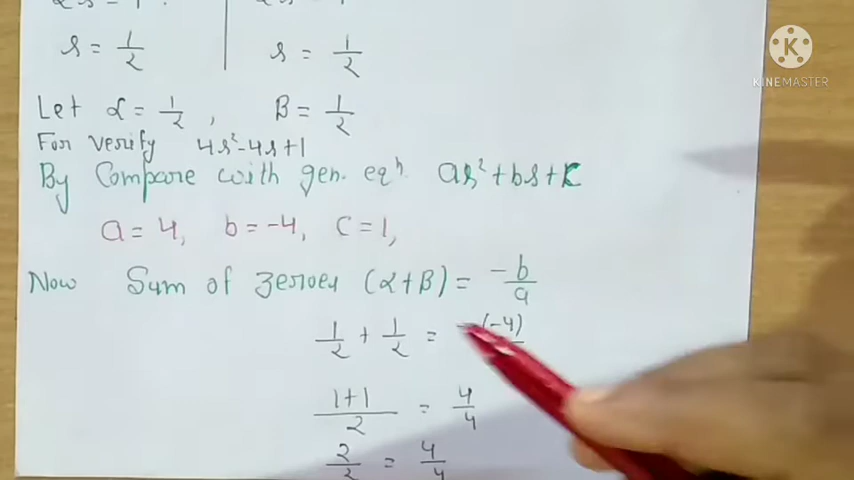 s = 1/2 s = 1/2
Let α = 1/2 , β = 1/2
For verify 4s²-4s+1
By Compare with gen. eqⁿ as²+bs+c
a = 4, b = -4, c = 1,
Now Sum of zeroes (α+β) = -b/a
1/2 + 1/2 = -(-4)
1+1/2 = 4/4
2/2 = 4/4
K
KINEMASTER